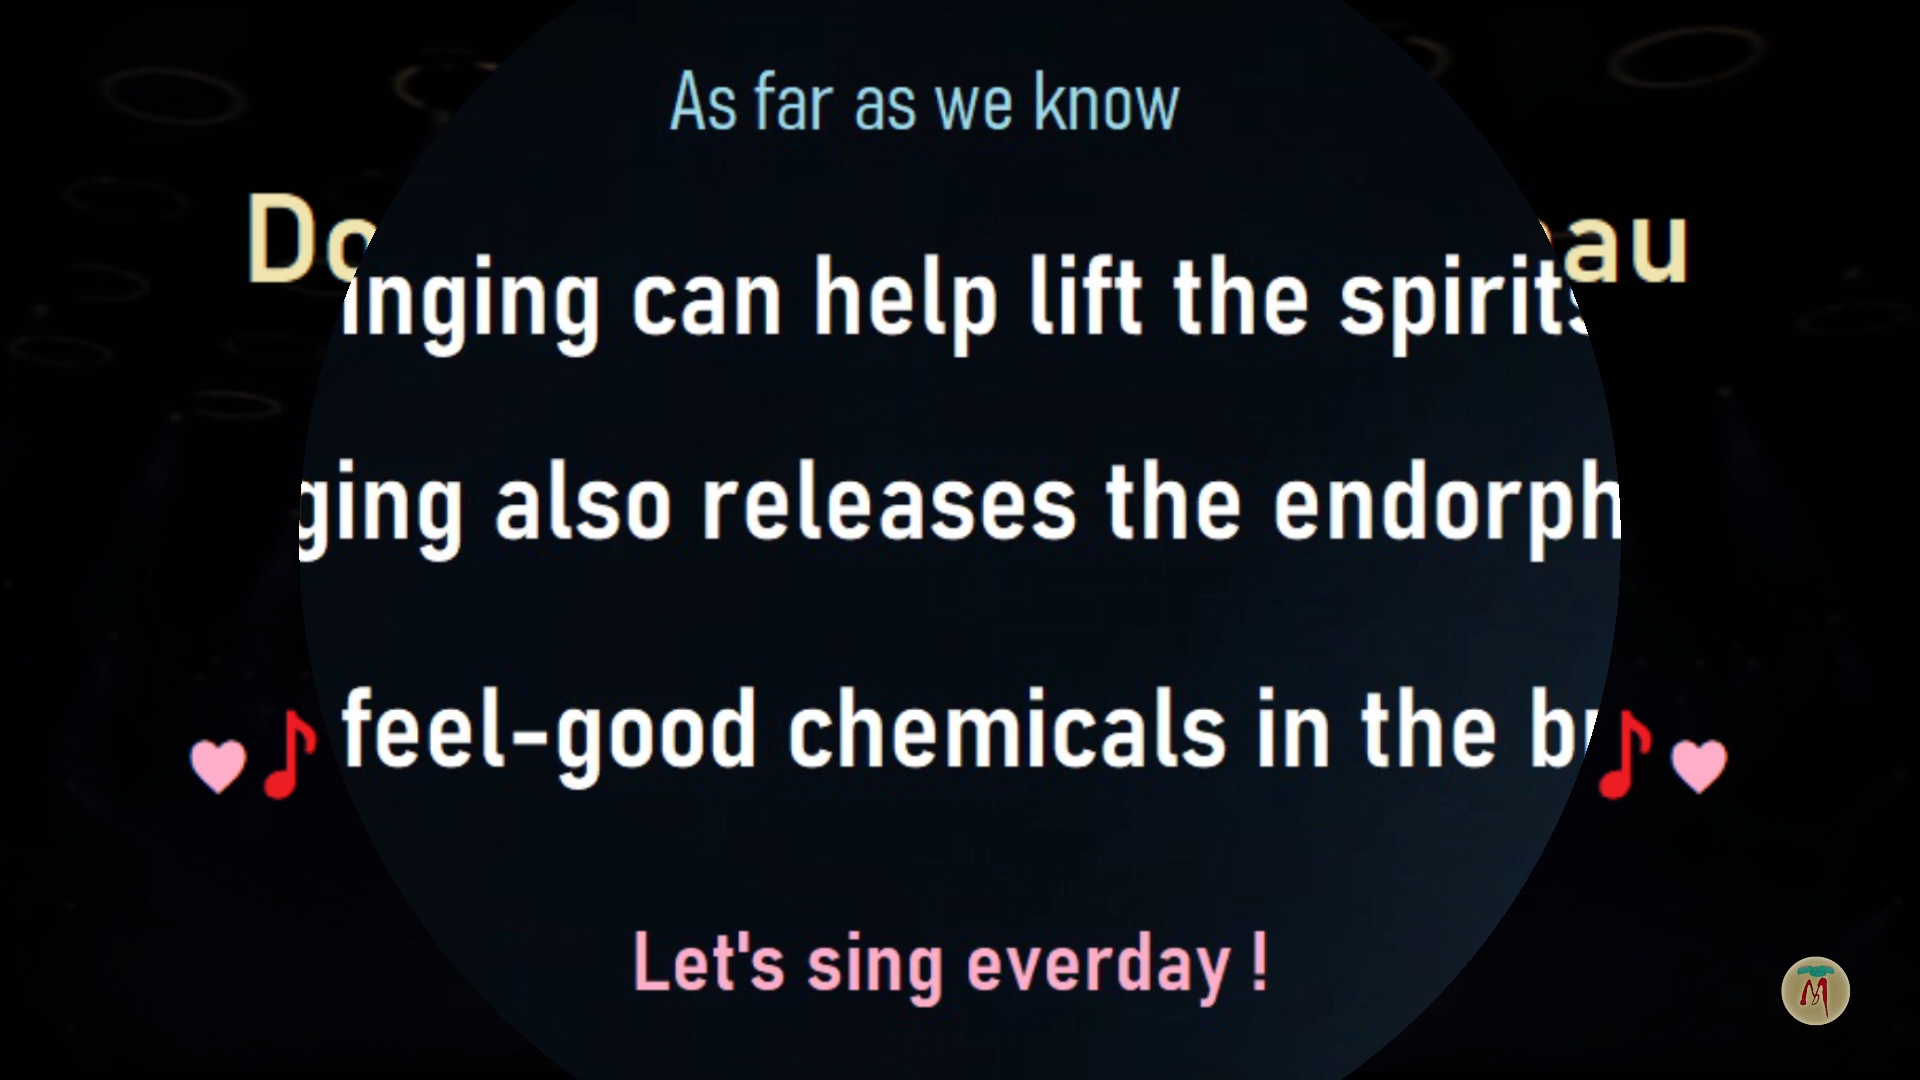 As far as we know
Do
au
inging can help lift the spirits
ging also releases the endorph
feel-good chemicals in the b
Let's sing everday !